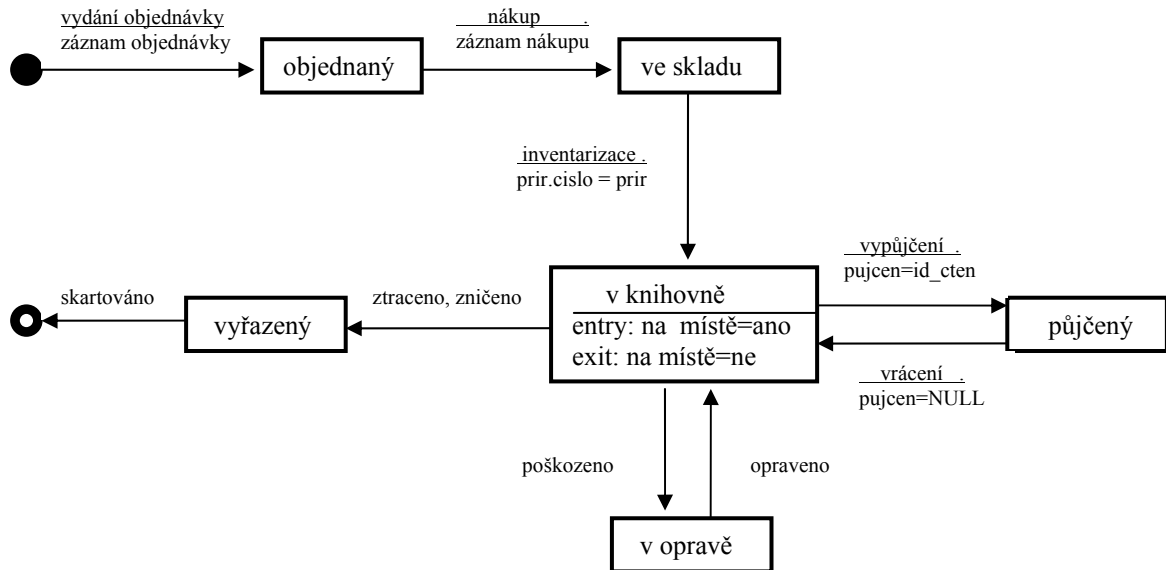 vydání objednávky
záznam objednávky
nákup .
záznam nákupu
objednaný
ve skladu
inventarizace .
prir.cislo = prir
vypůjčení .
pujcen=id_cten
skartováno
vyřazený
ztraceno, zničeno
v knihovně
entry: na místě=ano
exit: na místě=ne
půjčený
vrácení .
pujcen=NULL
poškozeno
opraveno
v opravě